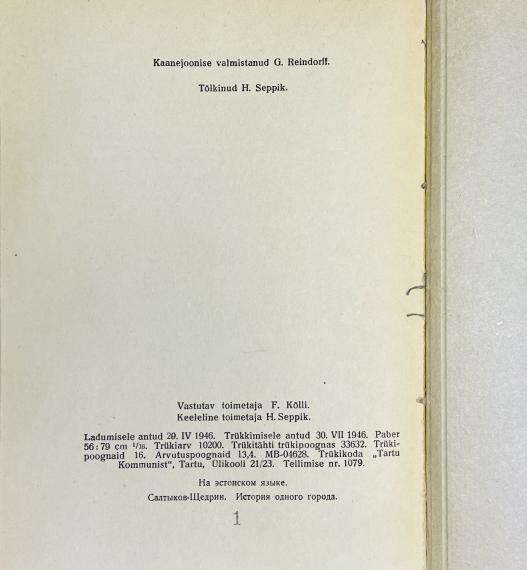 Kaanejoonise valmistanud G. Reindorff.
Tõlkinud H. Seppik.
Vastutav toimetaja F. Kõlli.
Keeleline toimetaja H. Seppik.
Ladumisele antud 29. IV 1946. Trükkimisele antud 30. VII 1946. Paber
56 : 79 cm ¹/₁₆. Trükiarv 10200. Trükitähti trükipoognas 33632. Trüki-
poognaid 16. Arvutuspoognaid 13,4. MB-04628. Trükikoda „Tartu
Kommunist“, Tartu, Ülikooli 21/23. Tellimise nr. 1079.
На эстонском языке.
Салтыков-Щедрин. История одного города.
1